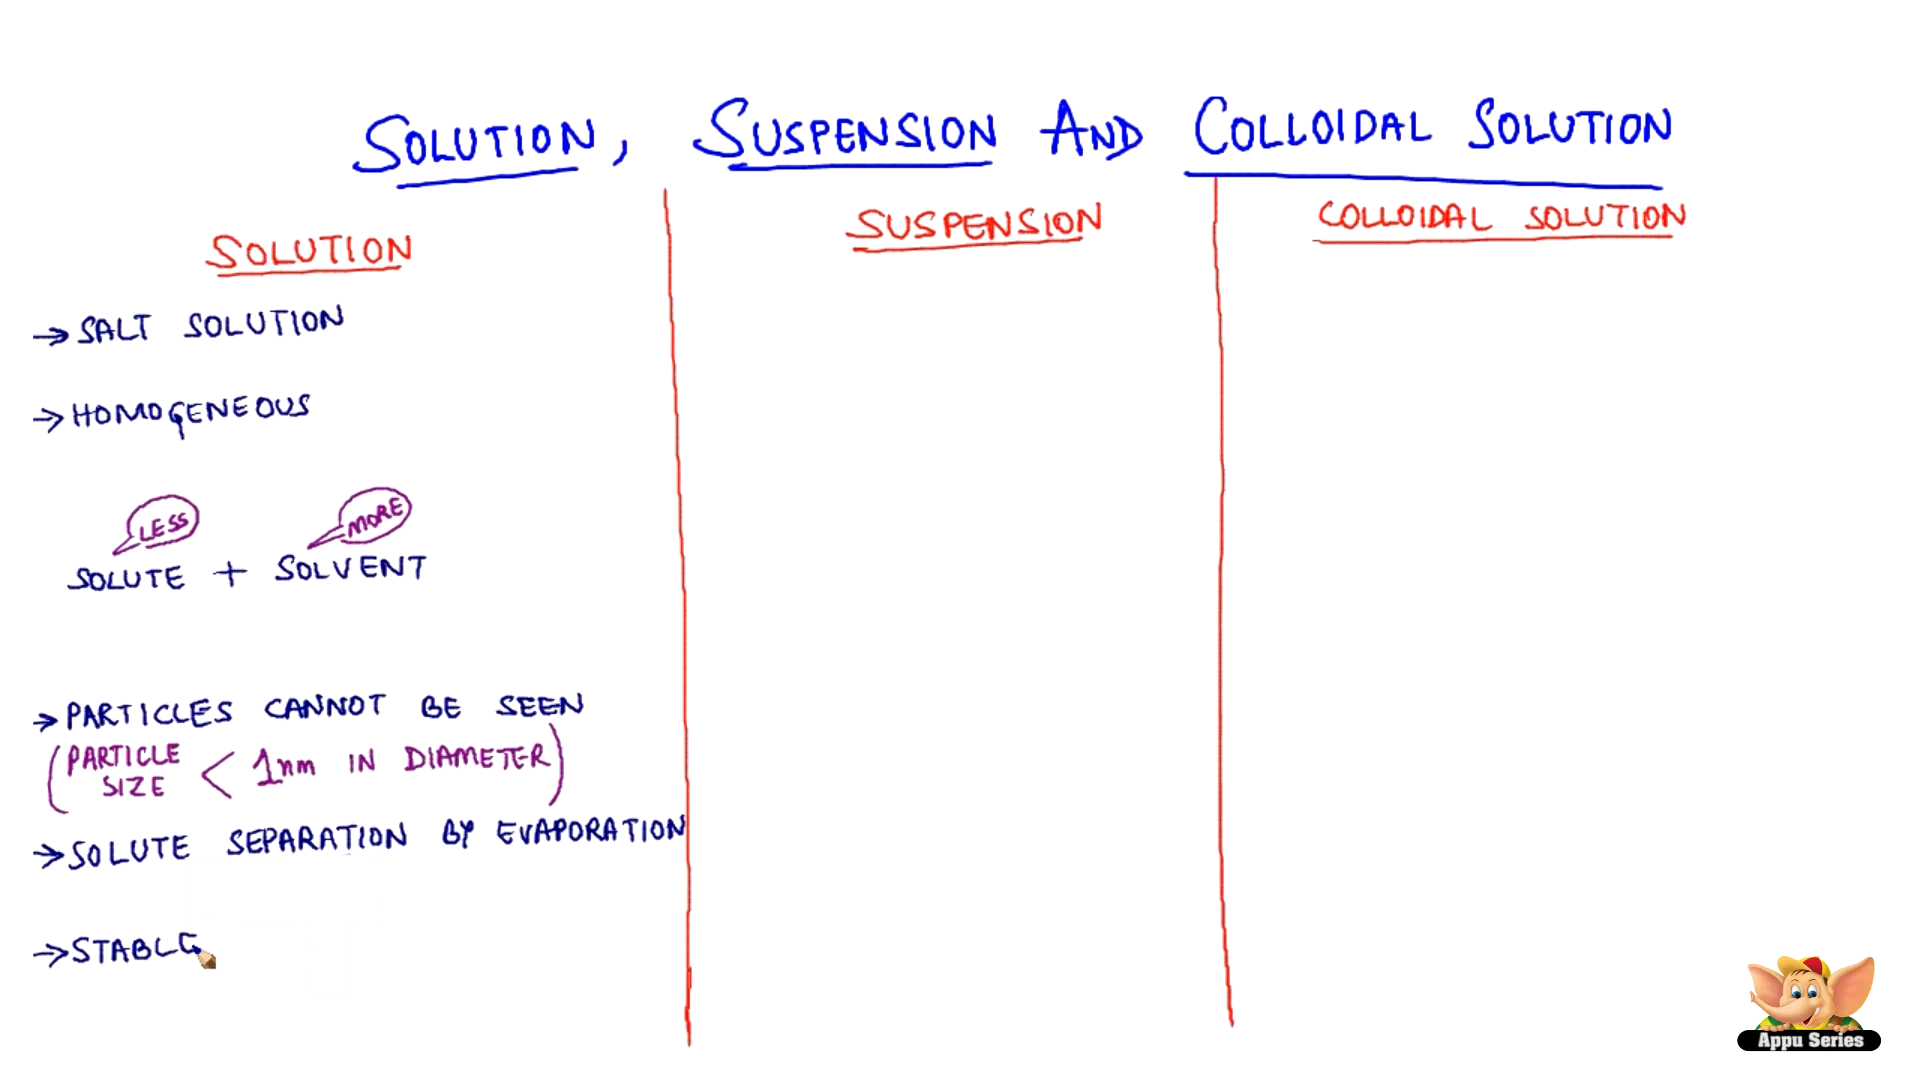 SOLUTION, SUSPENSION AND COLLOIDAL SOLUTION
SOLUTION
→ SALT SOLUTION
→ HOMOGENEOUS
LESS MORE
SOLUTE + SOLVENT
→ PARTICLES CANNOT BE SEEN
(PARTICLE SIZE < 1nm IN DIAMETER)
→ SOLUTE SEPARATION BY EVAPORATION
→ STABLE
SUSPENSION
COLLOIDAL SOLUTION
Appu Series